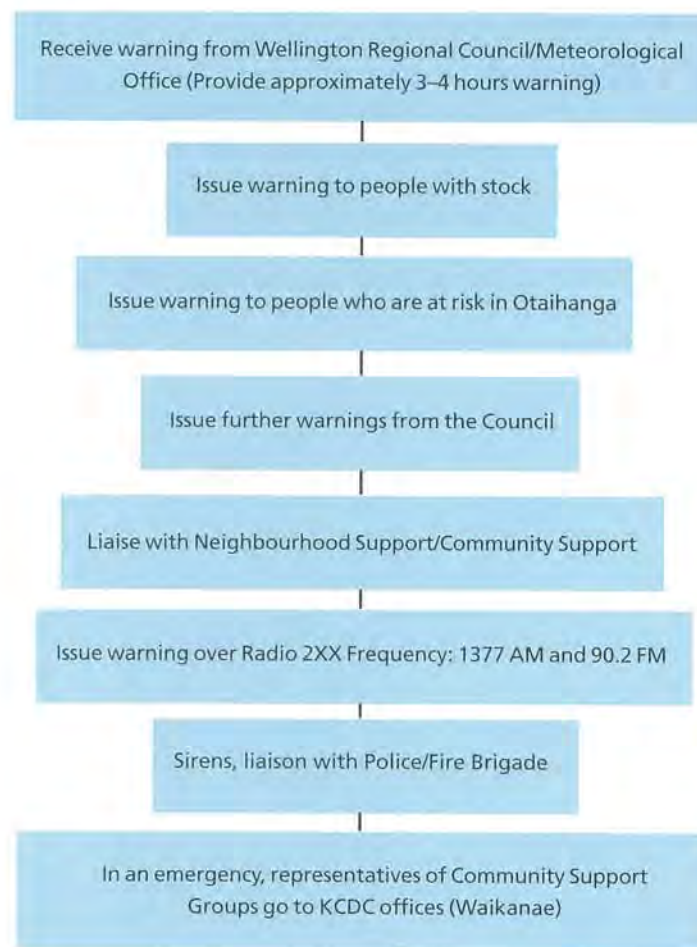 Receive warning from Wellington Regional Council/Meteorological
Office (Provide approximately 3–4 hours warning)
Issue warning to people with stock
Issue warning to people who are at risk in Otaihanga
Issue further warnings from the Council
Liaise with Neighbourhood Support/Community Support
Issue warning over Radio 2XX Frequency: 1377 AM and 90.2 FM
Sirens, liaison with Police/Fire Brigade
In an emergency, representatives of Community Support
Groups go to KCDC offices (Waikanae)